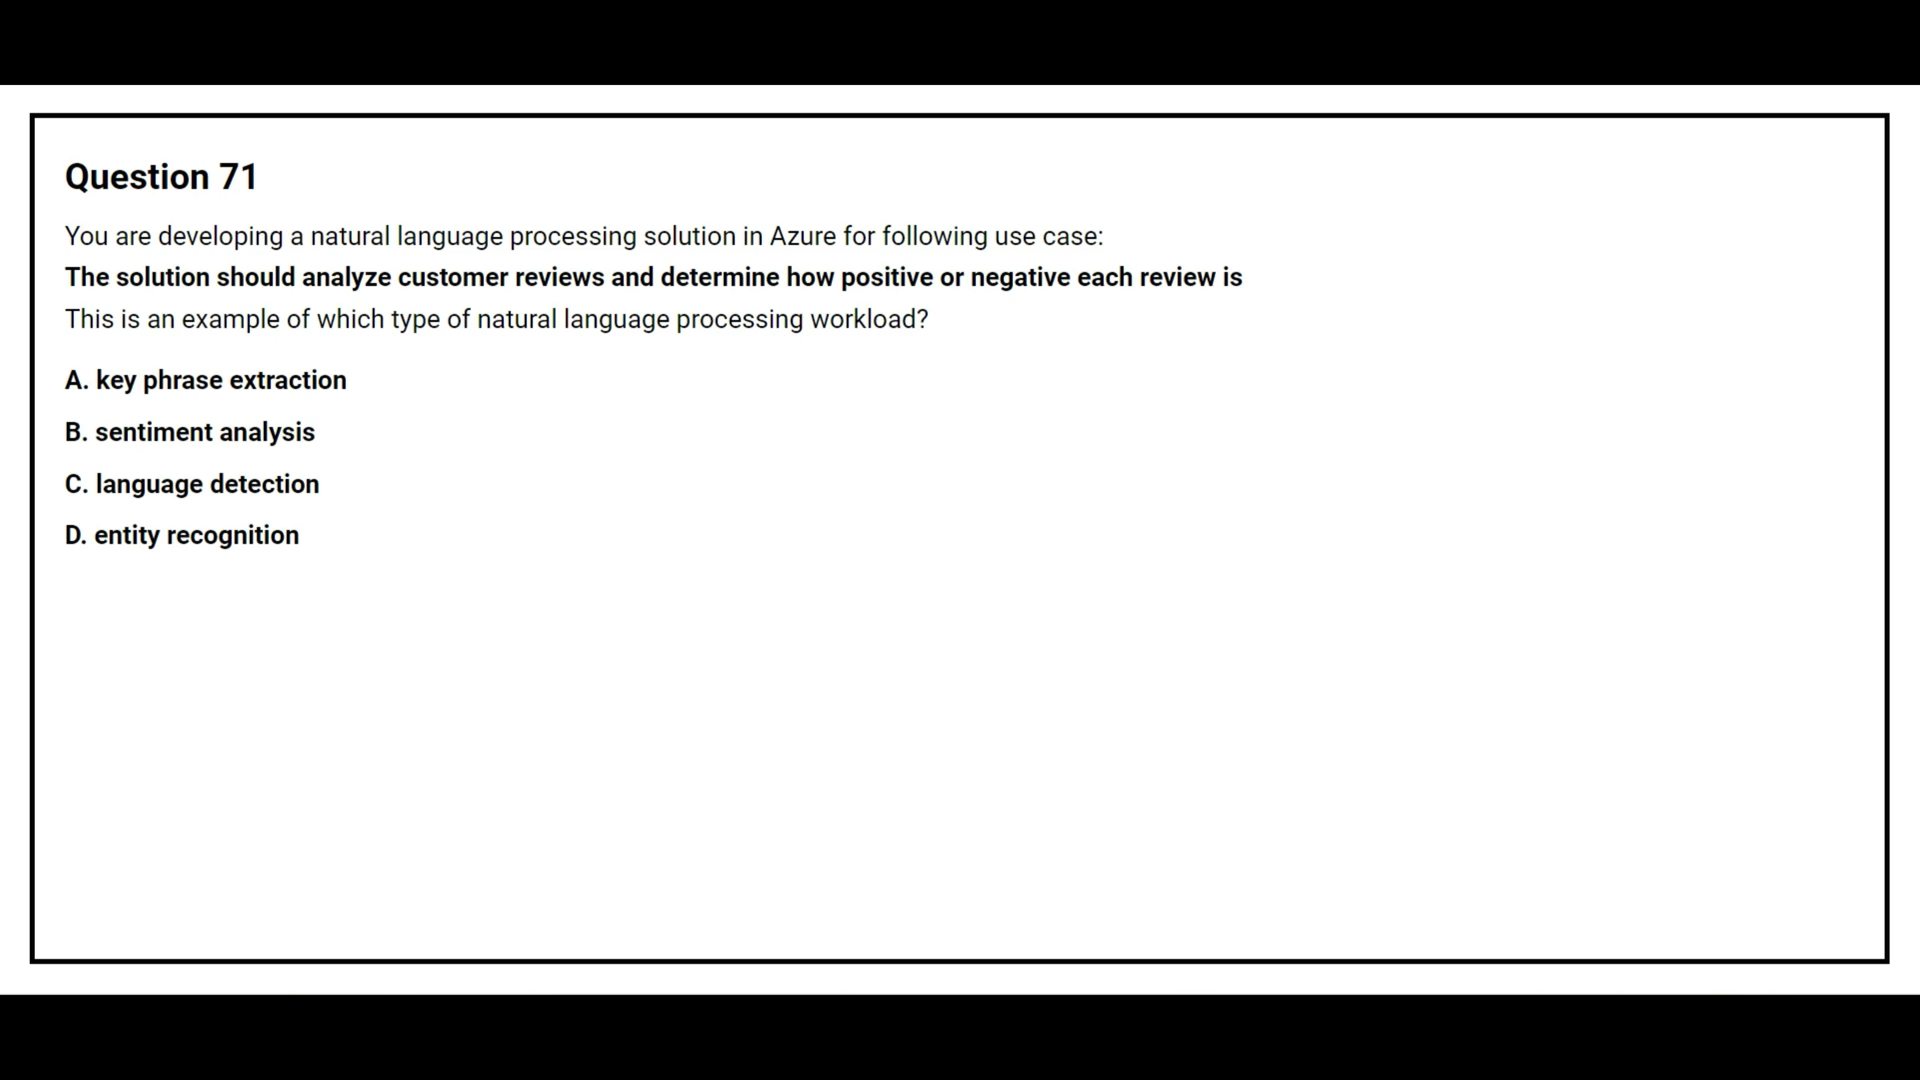 Question 71
You are developing a natural language processing solution in Azure for following use case:
The solution should analyze customer reviews and determine how positive or negative each review is
This is an example of which type of natural language processing workload?
A. key phrase extraction
B. sentiment analysis
C. language detection
D. entity recognition